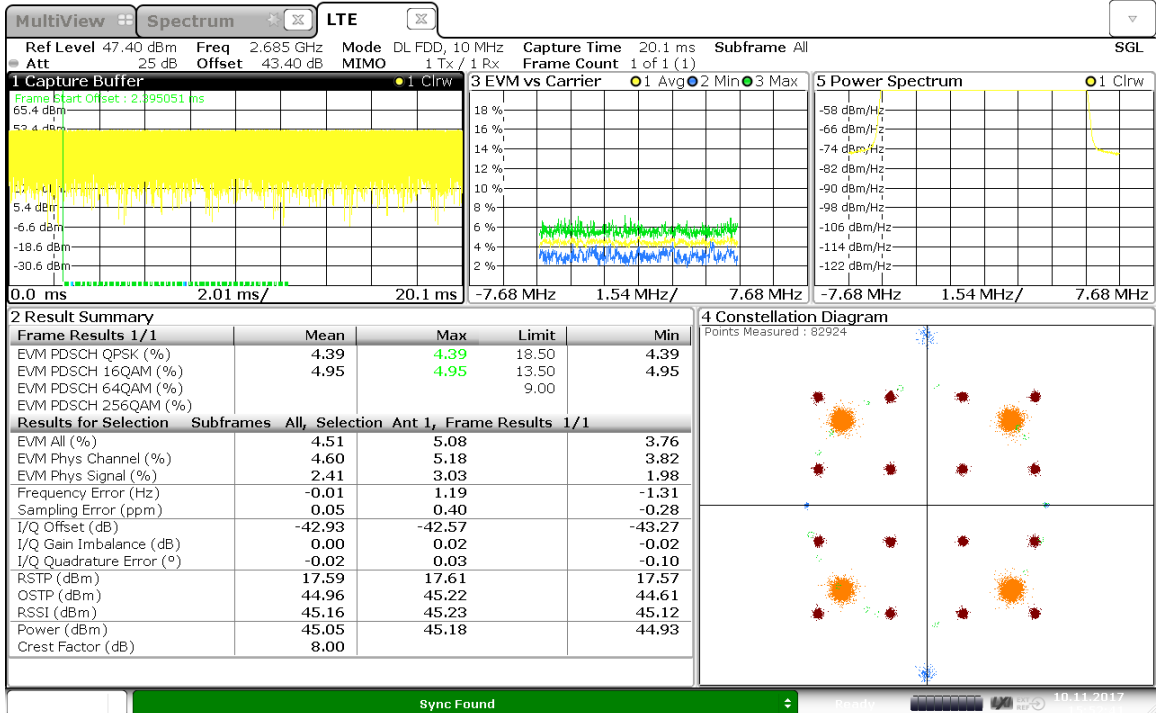 MultiView Spectrum LTE
Ref Level 47.40 dBm Freq 2.685 GHz Mode DL FDD, 10 MHz Capture Time 20.1 ms Subframe All SGL
Att 25 dB Offset 43.40 dB MIMO 1 Tx / 1 Rx Frame Count 1 of 1 (1)
1 Capture Buffer 1 Clrw
Frame Start Offset : 2.395051 ms
65.4 dBm
53.4 dBm
5.4 dBm
-6.6 dBm
-18.6 dBm
-30.6 dBm
0.0 ms 2.01 ms/ 20.1 ms
3 EVM vs Carrier 1 Avg 2 Min 3 Max
18 %
16 %
14 %
12 %
10 %
8 %
6 %
4 %
2 %
-7.68 MHz 1.54 MHz/ 7.68 MHz
5 Power Spectrum 1 Clrw
-58 dBm/Hz
-66 dBm/Hz
-74 dBm/Hz
-82 dBm/Hz
-90 dBm/Hz
-98 dBm/Hz
-106 dBm/Hz
-114 dBm/Hz
-122 dBm/Hz
-7.68 MHz 1.54 MHz/ 7.68 MHz
2 Result Summary
Frame Results 1/1 Mean Max Limit Min
EVM PDSCH QPSK (%) 4.39 4.39 18.50 4.39
EVM PDSCH 16QAM (%) 4.95 4.95 13.50 4.95
EVM PDSCH 64QAM (%) 9.00
EVM PDSCH 256QAM (%)
Results for Selection Subframes All, Selection Ant 1, Frame Results 1/1
EVM All (%) 4.51 5.08 3.76
EVM Phys Channel (%) 4.60 5.18 3.82
EVM Phys Signal (%) 2.41 3.03 1.98
Frequency Error (Hz) -0.01 1.19 -1.31
Sampling Error (ppm) 0.05 0.40 -0.28
I/Q Offset (dB) -42.93 -42.57 -43.27
I/Q Gain Imbalance (dB) 0.00 0.02 -0.02
I/Q Quadrature Error (°) -0.02 0.03 -0.10
RSTP (dBm) 17.59 17.61 17.57
OSTP (dBm) 44.96 45.22 44.61
RSSI (dBm) 45.16 45.23 45.12
Power (dBm) 45.05 45.18 44.93
Crest Factor (dB) 8.00
4 Constellation Diagram
Points Measured : 82924
Sync Found
Ready
LXI EXT REF
10.11.2017